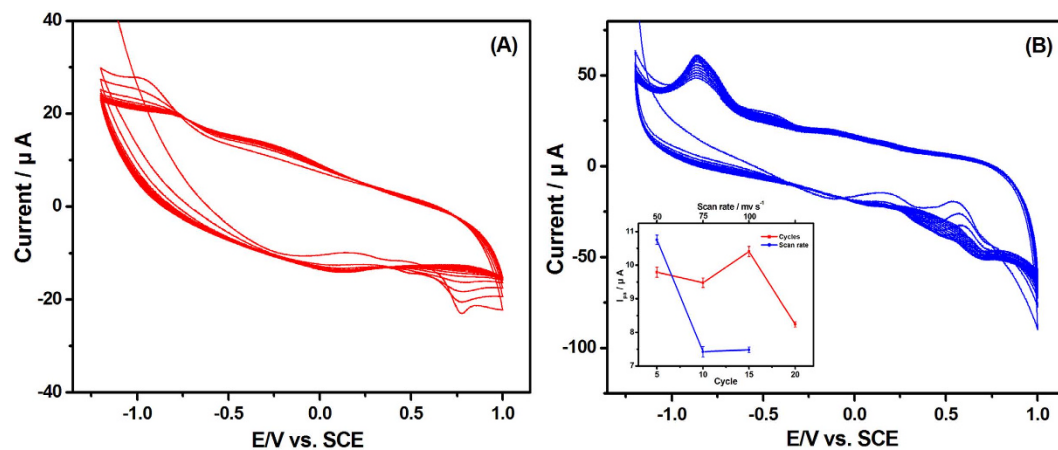 (A)
Current / µ A
40
20
0
-20
-40
-1.0 -0.5 0.0 0.5 1.0
E/V vs. SCE
(B)
Current / µ A
50
0
-50
-100
-1.0 -0.5 0.0 0.5 1.0
E/V vs. SCE
Scan rate / mv s⁻¹
50 75 100
Cycles
Scan rate
11
10
9
8
7
5 10 15 20
Cycle